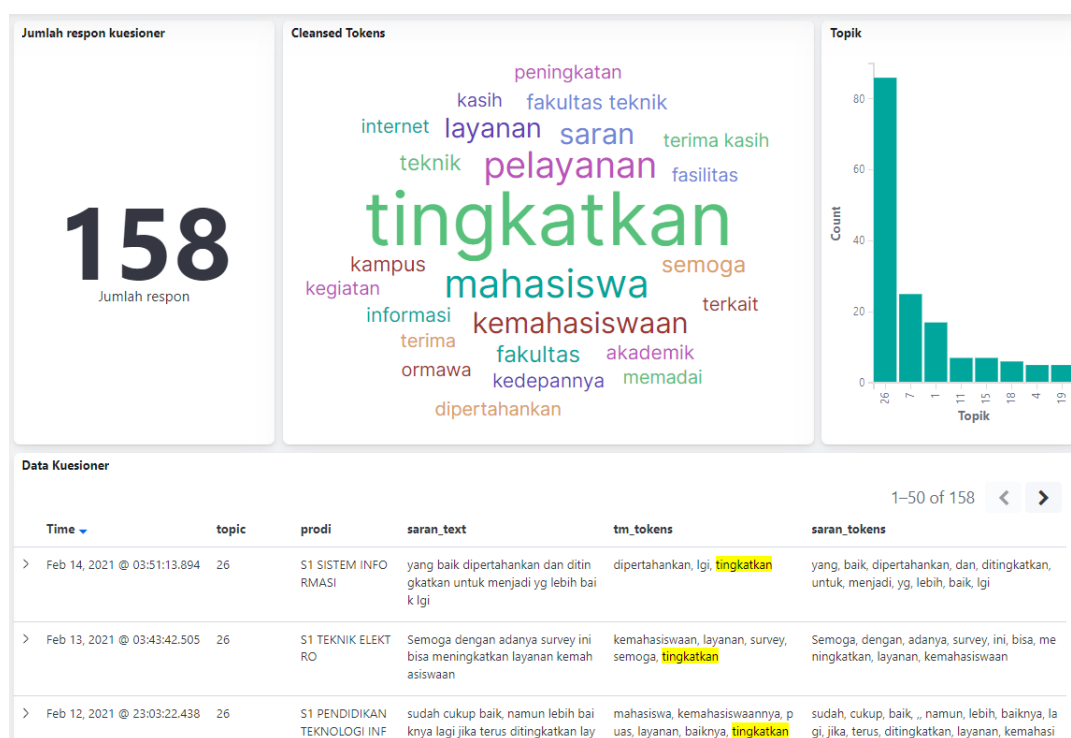 Jumlah respon kuesioner
158
Jumlah respon
Cleansed Tokens
peningkatan
kasih fakultas teknik
internet layanan saran terima kasih
teknik pelayanan fasilitas
tingkatkan
kampus semoga
kegiatan mahasiswa terkait
informasi kemahasiswaan
terima fakultas akademik
ormawa kedepannya memadai
dipertahankan
Topik
80
60
40
20
0
Count
26 7 1 11 15 18 4 19
Topik
Data Kuesioner
1–50 of 158
Time topic prodi saran_text tm_tokens saran_tokens
Feb 14, 2021 @ 03:51:13.894 26 S1 SISTEM INFO yang baik dipertahankan dan ditin dipertahankan, lgi, tingkatkan yang, baik, dipertahankan, dan, ditingkatkan,
RMASI gkatkan untuk menjadi yg lebih bai untuk, menjadi, yg, lebih, baik, lgi
k lgi
Feb 13, 2021 @ 03:43:42.505 26 S1 TEKNIK ELEKT Semoga dengan adanya survey ini kemahasiswaan, layanan, survey, Semoga, dengan, adanya, survey, ini, bisa, me
RO bisa meningkatkan layanan kemah semoga, tingkatkan ningkatkan, layanan, kemahasiswaan
asiswaan
Feb 12, 2021 @ 23:03:22.438 26 S1 PENDIDIKAN sudah cukup baik, namun lebih bai mahasiswa, kemahasiswaannya, p sudah, cukup, baik, ,, namun, lebih, baiknya, la
TEKNOLOGI INF knya lagi jika terus ditingkatkan lay uas, layanan, baiknya, tingkatkan gi, jika, terus, ditingkatkan, layanan, kemahasi